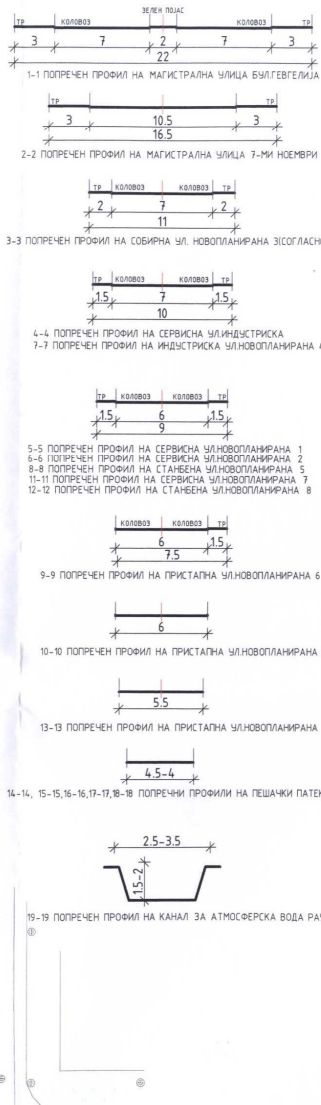 ЗЕЛЕН ПОЈАС
ТР КОЛОВОЗ КОЛОВОЗ ТР
3 7 2 7 3
22
1-1 ПОПРЕЧЕН ПРОФИЛ НА МАГИСТРАЛНА УЛИЦА БУЛ.ГЕВГЕЛИЈА
ТР ТР
3 10.5 3
16.5
2-2 ПОПРЕЧЕН ПРОФИЛ НА МАГИСТРАЛНА УЛИЦА 7-МИ НОЕМВРИ
ТР КОЛОВОЗ КОЛОВОЗ ТР
2 7 2
11
3-3 ПОПРЕЧЕН ПРОФИЛ НА СОБИРНА УЛ. НОВОПЛАНИРАНА 3(СОГЛАСН
ТР КОЛОВОЗ КОЛОВОЗ ТР
1.5 7 1.5
10
4-4 ПОПРЕЧЕН ПРОФИЛ НА СЕРВИСНА УЛ.ИНДУСТРИСКА
7-7 ПОПРЕЧЕН ПРОФИЛ НА ИНДУСТРИСКА УЛ.НОВОПЛАНИРАНА 4
ТР КОЛОВОЗ КОЛОВОЗ ТР
1.5 6 1.5
9
5-5 ПОПРЕЧЕН ПРОФИЛ НА СЕРВИСНА УЛ.НОВОПЛАНИРАНА 1
6-6 ПОПРЕЧЕН ПРОФИЛ НА СЕРВИСНА УЛ.НОВОПЛАНИРАНА 2
8-8 ПОПРЕЧЕН ПРОФИЛ НА СТАНБЕНА УЛ.НОВОПЛАНИРАНА 5
11-11 ПОПРЕЧЕН ПРОФИЛ НА СЕРВИСНА УЛ.НОВОПЛАНИРАНА 7
12-12 ПОПРЕЧЕН ПРОФИЛ НА СТАНБЕНА УЛ.НОВОПЛАНИРАНА 8
КОЛОВОЗ КОЛОВОЗ ТР
6 1.5
7.5
9-9 ПОПРЕЧЕН ПРОФИЛ НА ПРИСТАПНА УЛ.НОВОПЛАНИРАНА 6
6
10-10 ПОПРЕЧЕН ПРОФИЛ НА ПРИСТАПНА УЛ.НОВОПЛАНИРАНА
5.5
13-13 ПОПРЕЧЕН ПРОФИЛ НА ПРИСТАПНА УЛ.НОВОПЛАНИРАНА
4.5-4
14-14, 15-15,16-16,17-17,18-18 ПОПРЕЧНИ ПРОФИЛИ НА ПЕШАЧКИ ПАТЕК
2.5-3.5
1.5-2
19-19 ПОПРЕЧЕН ПРОФИЛ НА КАНАЛ ЗА АТМОСФЕРСКА ВОДА РА